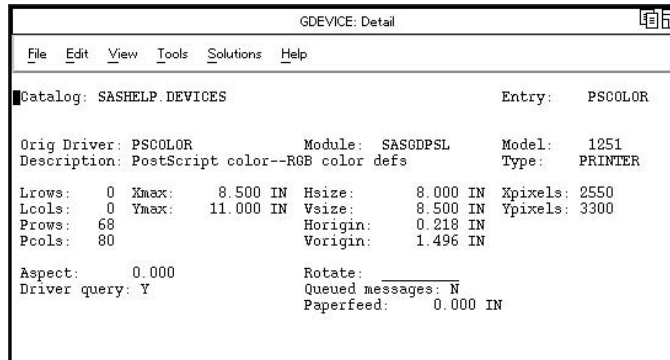 GDEVICE: Detail
File Edit View Tools Solutions Help
Catalog: SASHELP.DEVICES Entry: PSCOLOR
Orig Driver: PSCOLOR Module: SASGDPSL Model: 1251
Description: PostScript color--RGB color defs Type: PRINTER
Lrows: 0 Xmax: 8.500 IN Hsize: 8.000 IN Xpixels: 2550
Lcols: 0 Ymax: 11.000 IN Vsize: 8.500 IN Ypixels: 3300
Prows: 68 Horigin: 0.218 IN
Pcols: 80 Vorigin: 1.496 IN
Aspect: 0.000 Rotate:
Driver query: Y Queued messages: N
Paperfeed: 0.000 IN